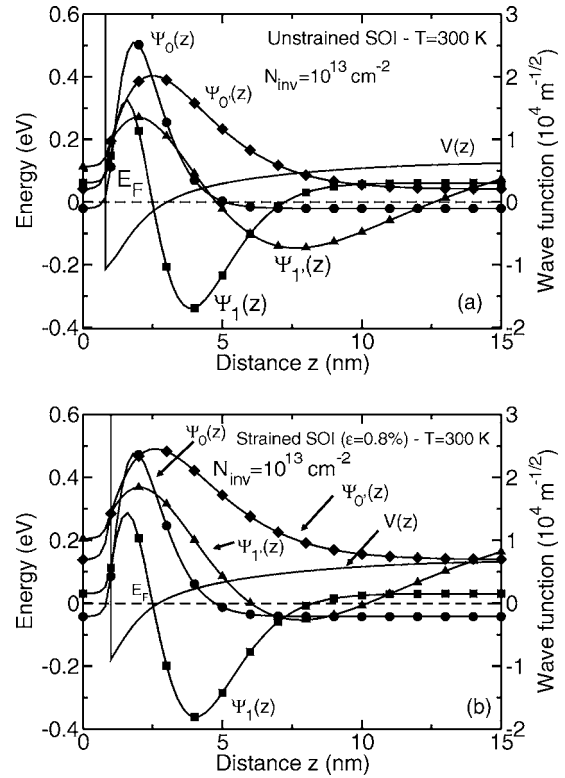 0.6
3
Ψ0(z)
Unstrained SOI - T=300 K
0.4
2
Ninv=10^13 cm^-2
Ψ0'(z)
0.2
1
V(z)
EF
0
0
-0.2
-1
Ψ1'(z)
Ψ1(z)
(a)
-0.4
-2
0 5 10 15
Distance z (nm)
Energy (eV)
Wave function (10^4 m^-1/2)
0.6
3
Ψ0(z)
Strained SOI (ε=0.8%) - T=300 K
0.4
2
Ninv=10^13 cm^-2
Ψ0'(z)
V(z)
0.2
1
Ψ1'(z)
EF
0
0
-0.2
-1
Ψ1(z)
(b)
-0.4
-2
0 5 10 15
Distance z (nm)
Energy (eV)
Wave function (10^4 m^-1/2)